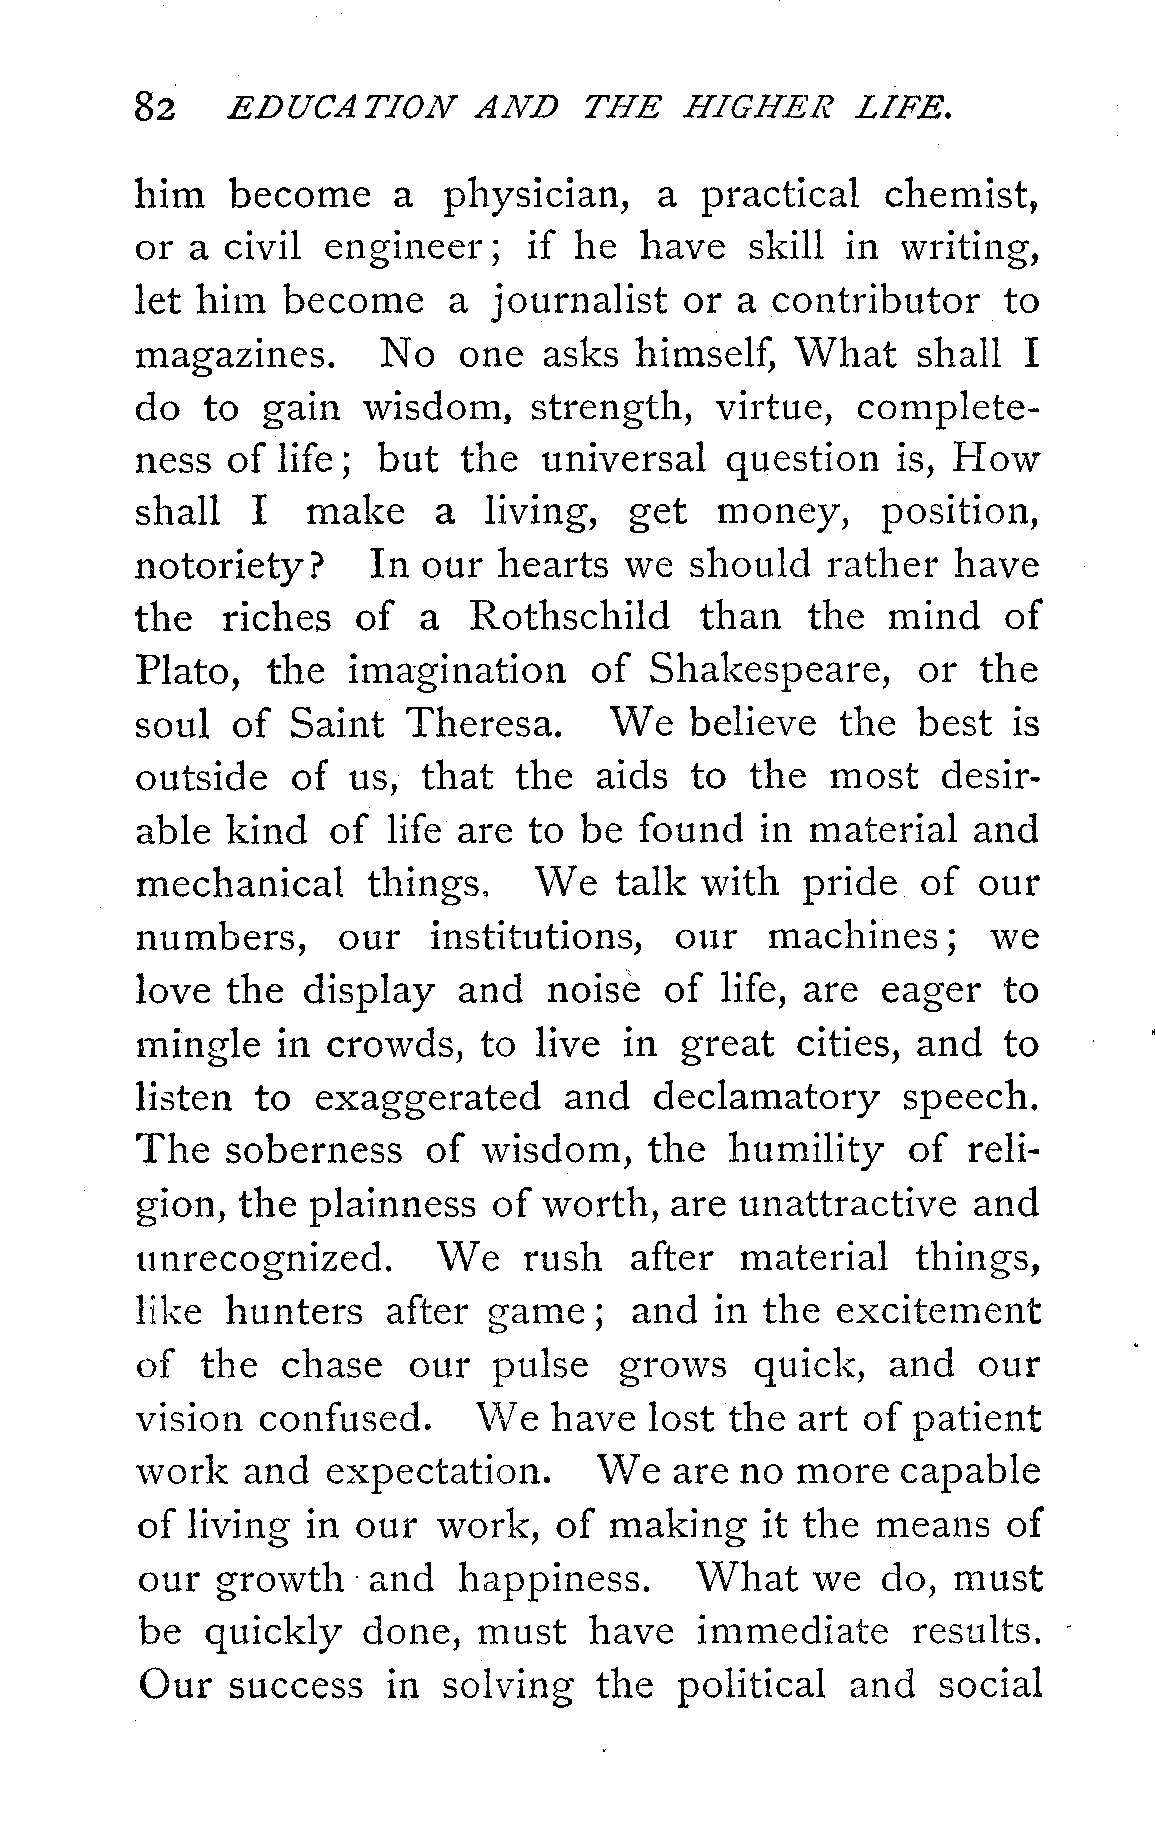 82 EDUCATION AND THE HIGHER LIFE.
him become a physician, a practical chemist,
or a civil engineer; if he have skill in writing,
let him become a journalist or a contributor to
magazines. No one asks himself, What shall I
do to gain wisdom, strength, virtue, complete-
ness of life; but the universal question is, How
shall I make a living, get money, position,
notoriety? In our hearts we should rather have
the riches of a Rothschild than the mind of
Plato, the imagination of Shakespeare, or the
soul of Saint Theresa. We believe the best is
outside of us, that the aids to the most desir-
able kind of life are to be found in material and
mechanical things. We talk with pride of our
numbers, our institutions, our machines; we
love the display and noise of life, are eager to
mingle in crowds, to live in great cities, and to
listen to exaggerated and declamatory speech.
The soberness of wisdom, the humility of reli-
gion, the plainness of worth, are unattractive and
unrecognized. We rush after material things,
like hunters after game; and in the excitement
of the chase our pulse grows quick, and our
vision confused. We have lost the art of patient
work and expectation. We are no more capable
of living in our work, of making it the means of
our growth and happiness. What we do, must
be quickly done, must have immediate results.
Our success in solving the political and social